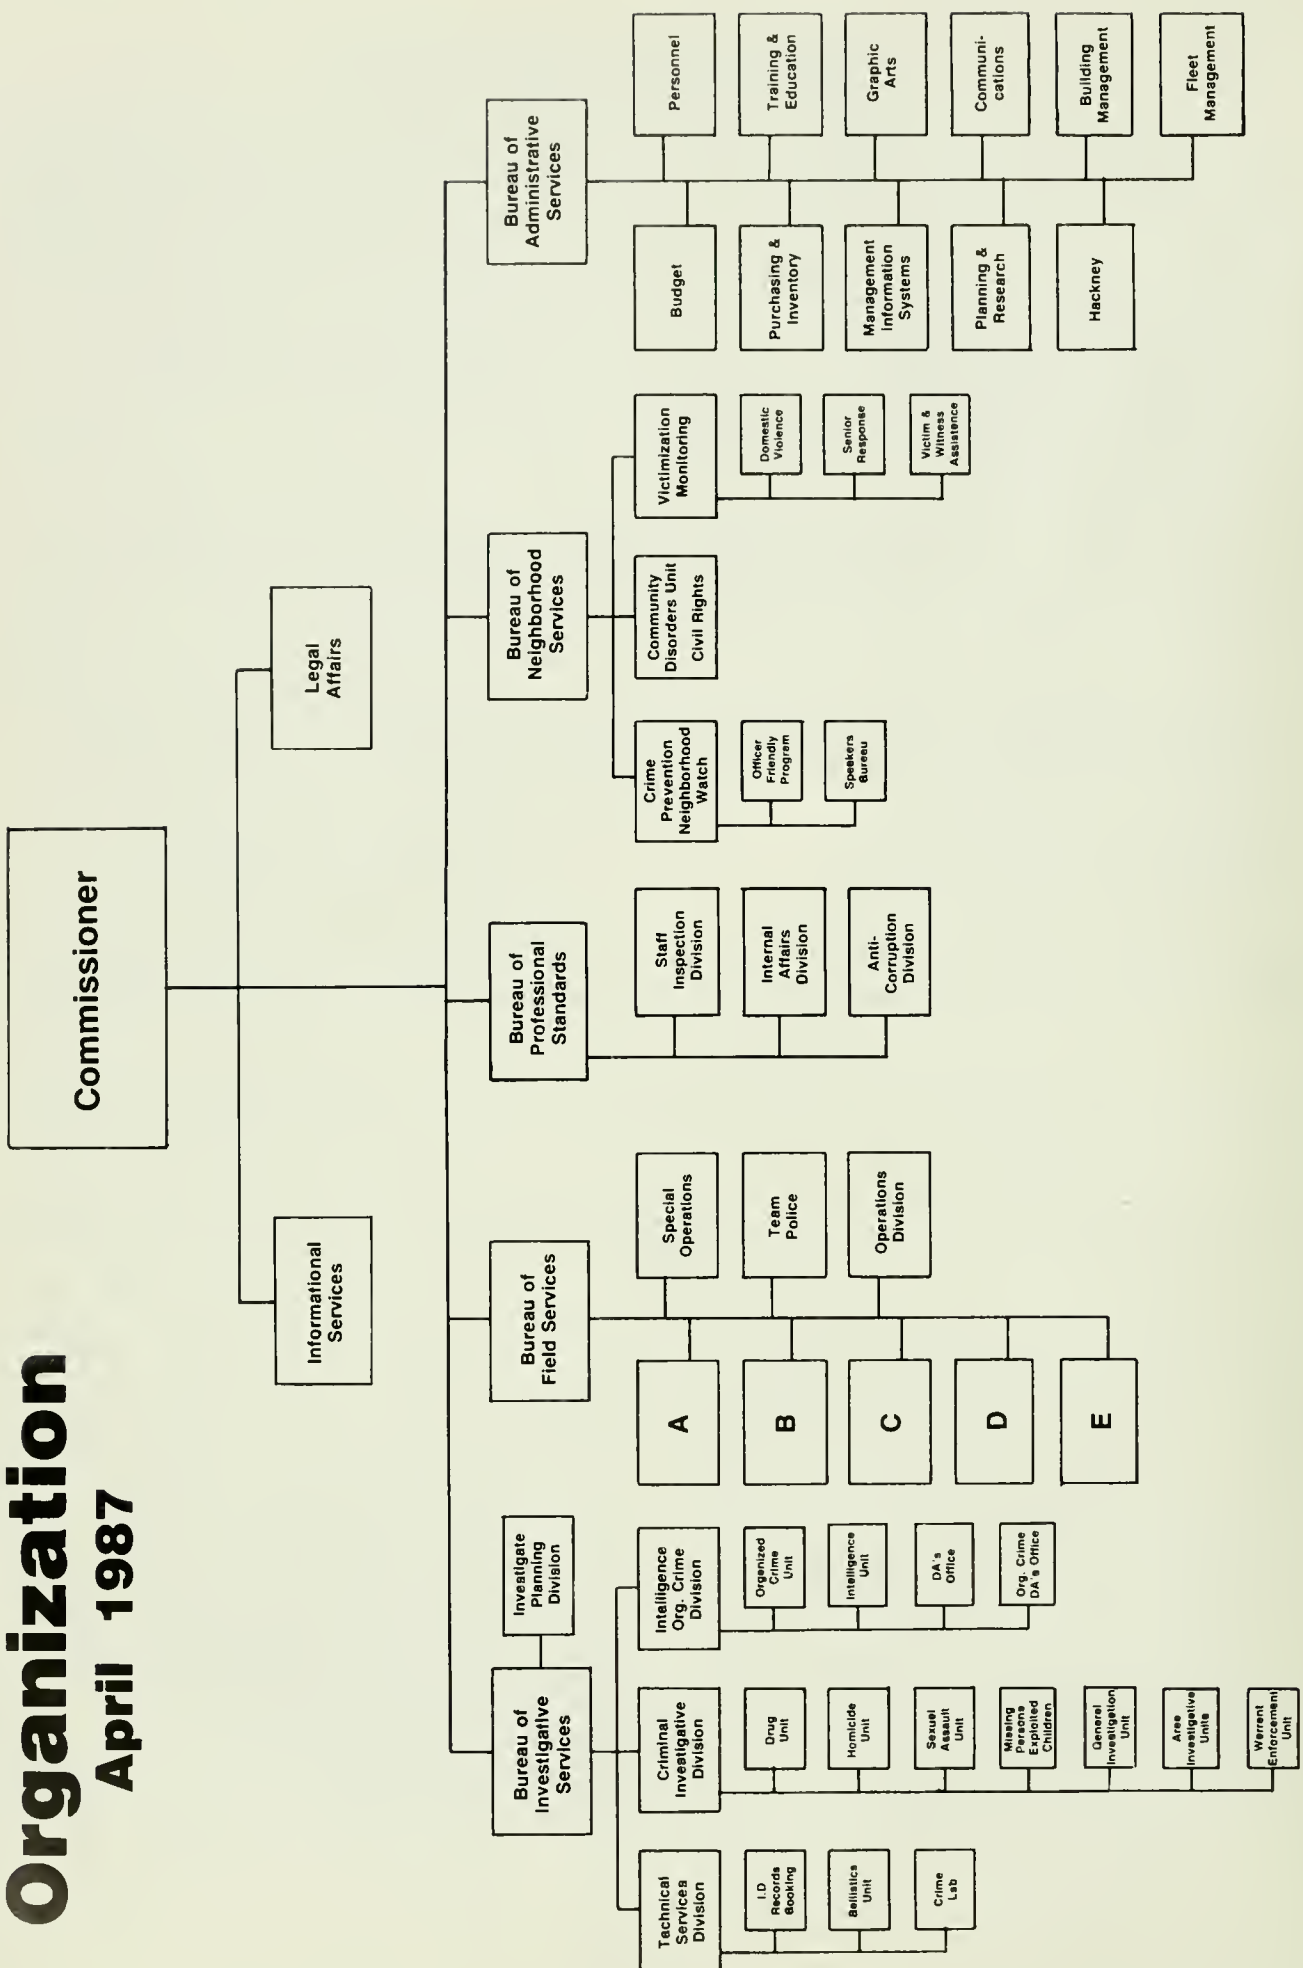 Organization
April 1987
Commissioner
Informational
Services
Legal
Affairs
Bureau of
Investigative
Services
Investigate
Planning
Division
Technical
Services
Division
I.D
Records
Booking
Ballistics
Unit
Crime
Lab
Criminal
Investigative
Division
Drug
Unit
Homicide
Unit
Sexual
Assault
Unit
Missing
Persons
Exploited
Children
General
Investigation
Unit
Area
Investigative
Units
Warrant
Enforcement
Unit
Intelligence
Org. Crime
Division
Organized
Crime
Unit
Intelligence
Unit
DA's
Office
Org. Crime
DA's Office
Bureau of
Field Services
A
B
C
D
E
Special
Operations
Team
Police
Operations
Division
Bureau of
Professional
Standards
Staff
Inspection
Division
Internal
Affairs
Division
Anti-
Corruption
Division
Bureau of
Neighborhood
Services
Crime
Prevention
Neighborhood
Watch
Officer
Friendly
Program
Speakers
Bureau
Community
Disorders Unit
Civil Rights
Victimization
Monitoring
Domestic
Violence
Senior
Response
Victim &
Witness
Assistence
Bureau of
Administrative
Services
Budget
Purchasing &
Inventory
Management
Information
Systems
Planning &
Research
Hackney
Personnel
Training &
Education
Graphic
Arts
Communi-
cations
Building
Management
Fleet
Management